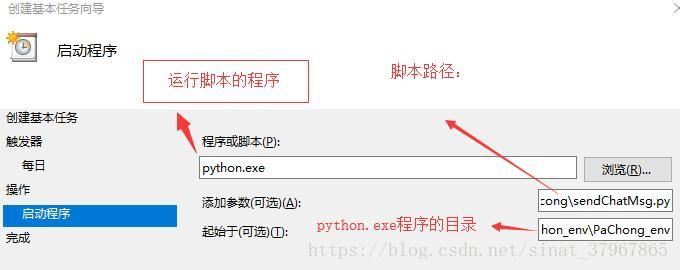 创建基本任务向导
启动程序
运行脚本的程序
脚本路径:
创建基本任务
触发器
程序或脚本(P):
每日
python.exe
浏览(R)...
操作
添加参数(可选)(A):
cong\sendChatMsg.py
启动程序
起始于(可选)(T):
python.exe程序的目录
hon_env\PaChong_env
完成
https://blog.csdn.net/sinat_37967865